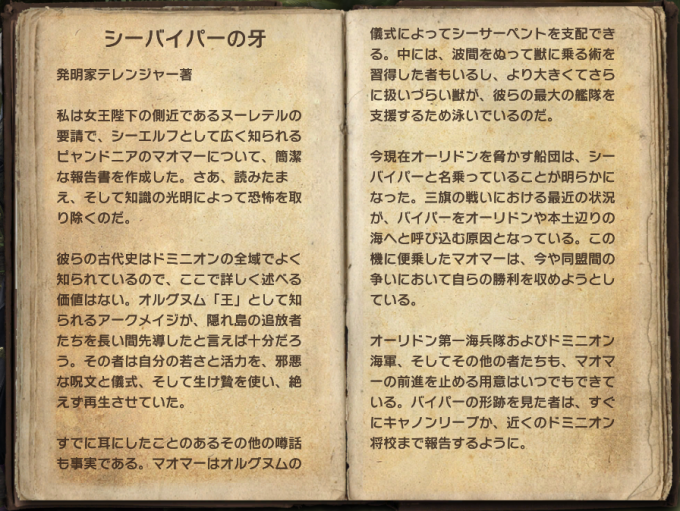 シーバイパーの牙
発明家テレンジャー著
私は女王陛下の側近であるヌーレテルの
要請で、シーエルフとして広く知られる
ピャンドニアのマオマーについて、簡潔
な報告書を作成した。さあ、読みたま
え、そして知識の光明によって恐怖を取
り除くのだ。
彼らの古代史はドミニオンの全域でよく
知られているので、ここで詳しく述べる
価値はない。オルグヌム「王」として知
られるアークメイジが、隠れ島の追放者
たちを長い間先導したと言えば十分だろ
う。その者は自分の若さと活力を、邪悪
な呪文と儀式、そして生け贄を使い、絶
えず再生させていた。
すでに耳にしたことのあるその他の噂話
も事実である。マオマーはオルグヌムの
儀式によってシーサーペントを支配でき
る。中には、波間をぬって獣に乗る術を
習得した者もいるし、より大きくてさら
に扱いづらい獣が、彼らの最大の艦隊を
支援するため泳いでいるのだ。
今現在オーリドンを脅かす船団は、シー
バイパーと名乗っていることが明らかに
なった。三旗の戦いにおける最近の状況
が、バイパーをオーリドンや本土辺りの
海へと呼び込む原因となっている。この
機に便乗したマオマーは、今や同盟間の
争いにおいて自らの勝利を収めようとし
ている。
オーリドン第一海兵隊およびドミニオン
海軍、そしてその他の者たちも、マオマ
ーの前進を止める用意はいつでもできて
いる。バイパーの形跡を見た者は、すぐ
にキャノンリーブか、近くのドミニオン
将校まで報告するように。